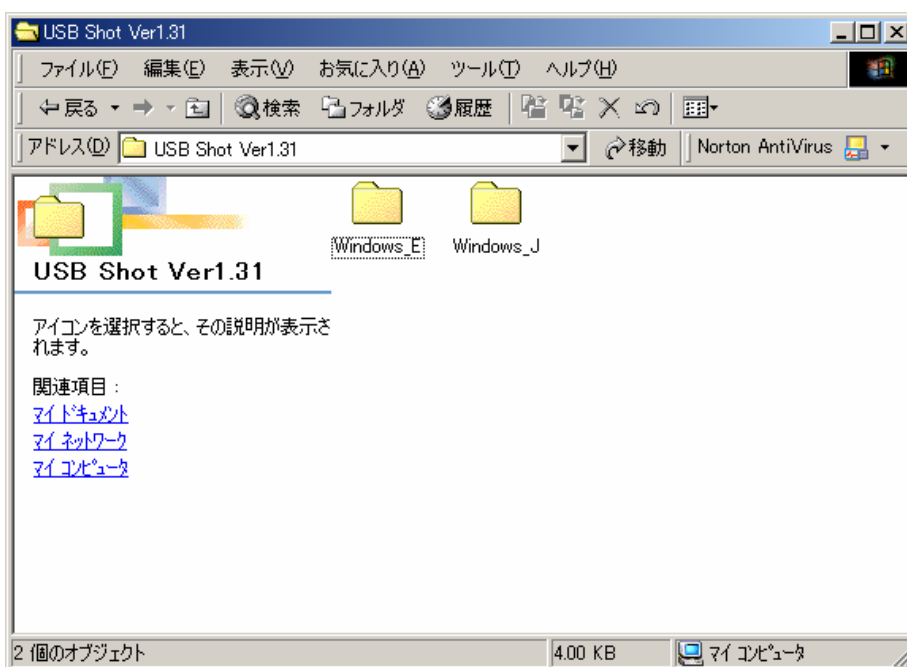 USB Shot Ver1.31
ファイル(F) 編集(E) 表示(V) お気に入り(A) ツール(T) ヘルプ(H)
戻る 検索 フォルダ 履歴
アドレス(D) USB Shot Ver1.31 移動 Norton AntiVirus
Windows_E Windows_J
USB Shot Ver1.31
アイコンを選択すると、その説明が表示さ
れます。
関連項目:
マイ ドキュメント
マイ ネットワーク
マイ コンピュータ
2 個のオブジェクト 4.00 KB マイ コンピュータ